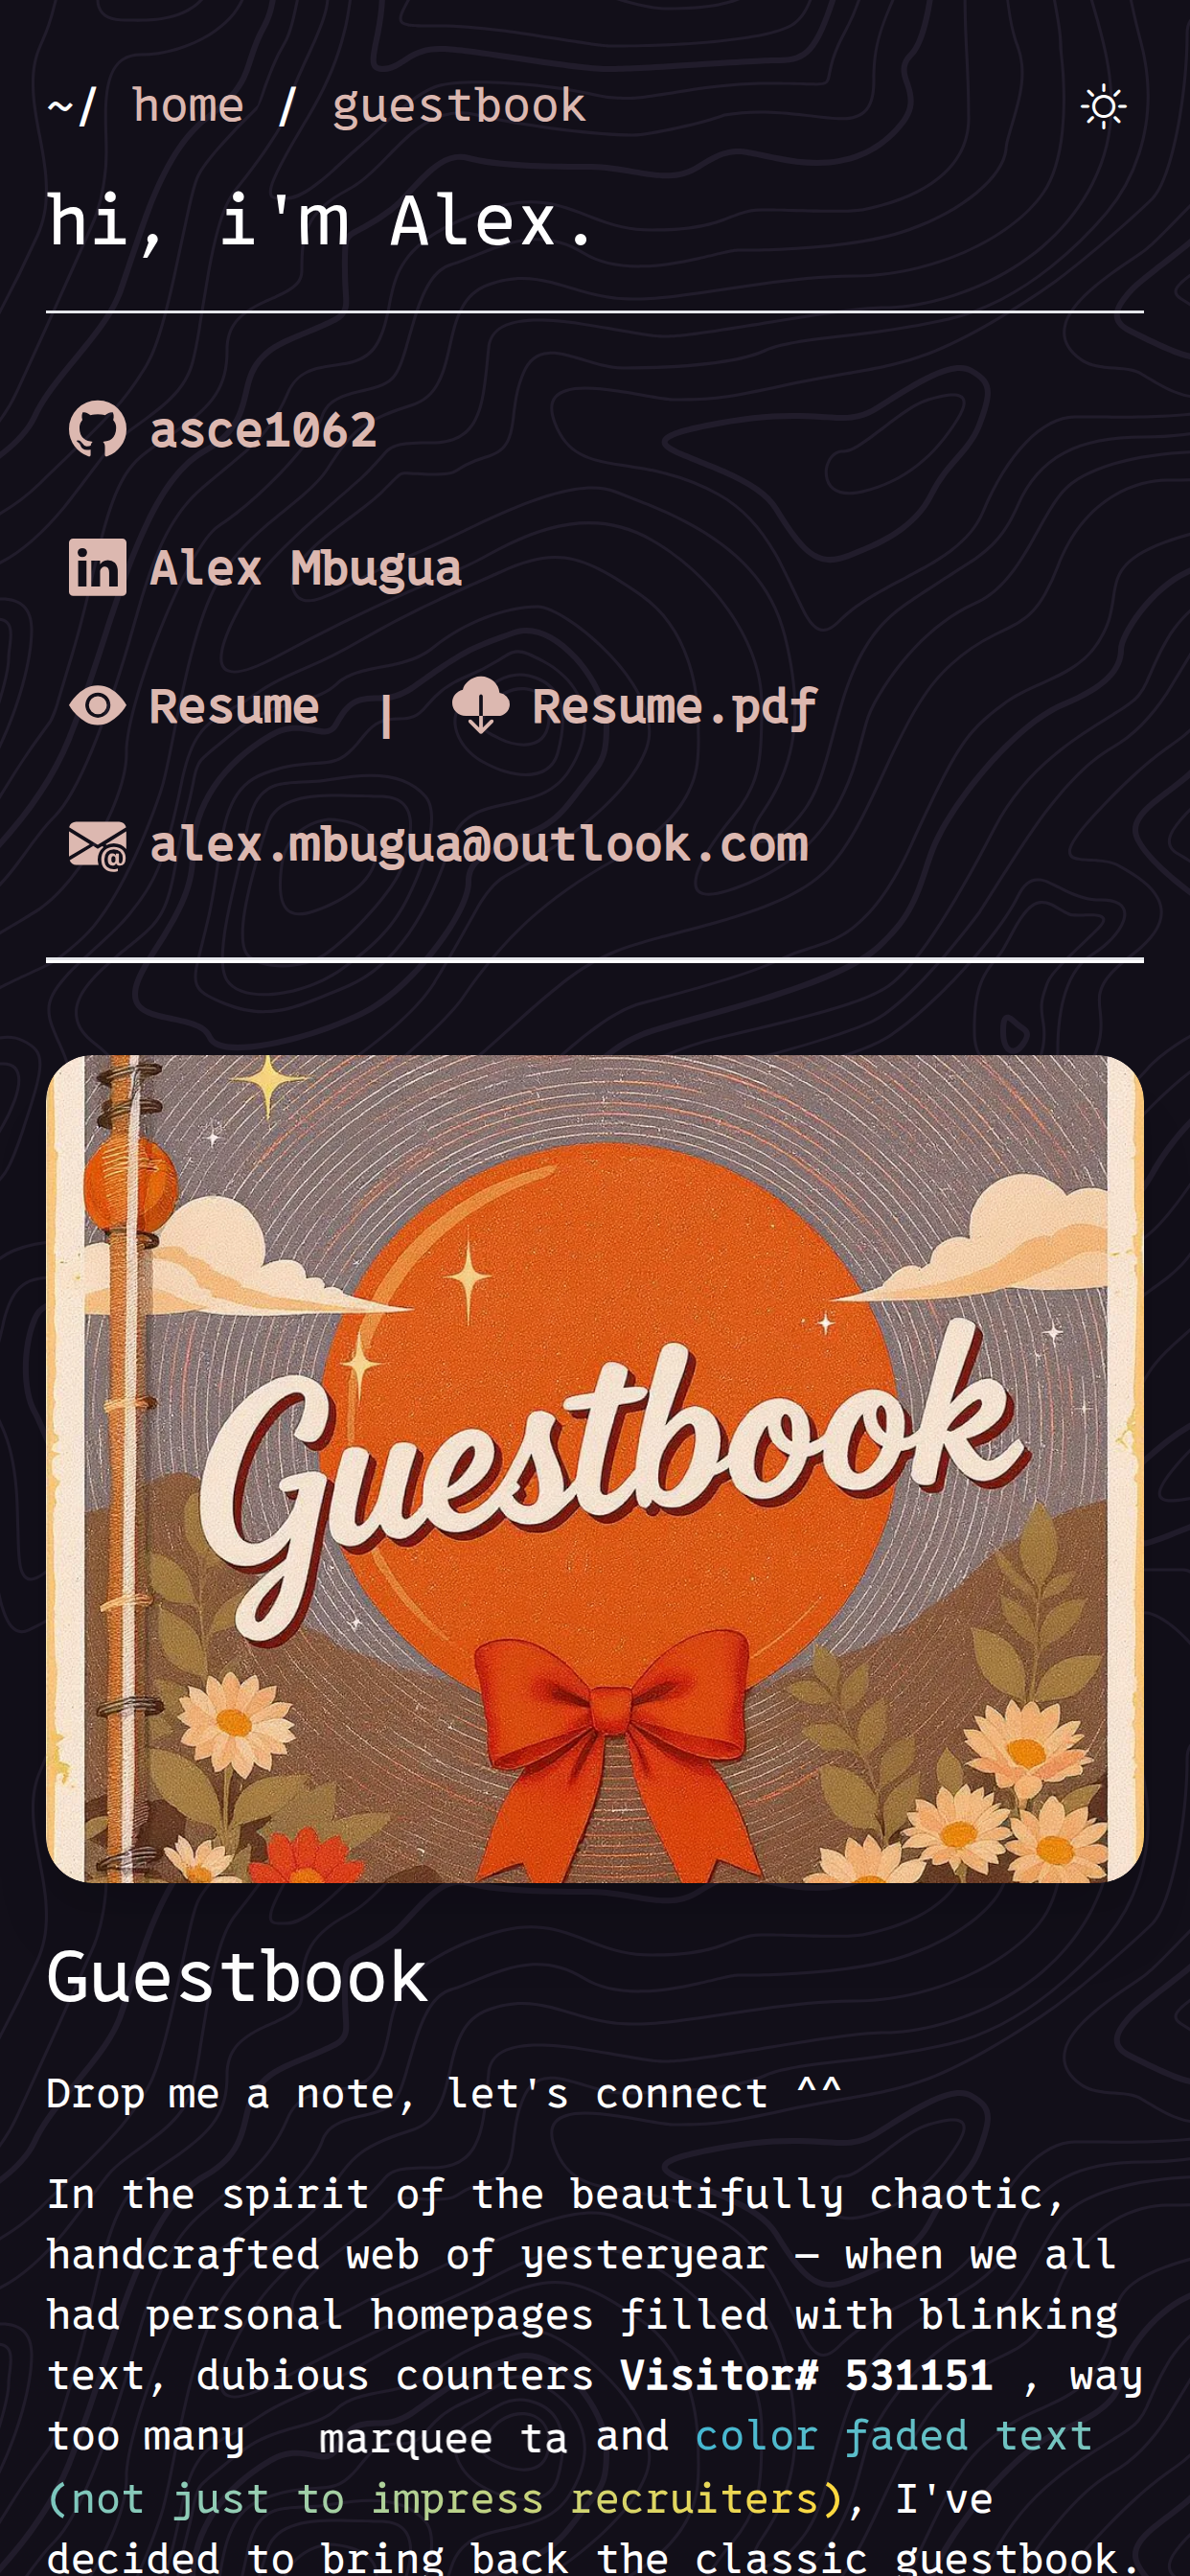 ~/ home / guestbook
hi, i'm Alex.
asce1062
in Alex Mbugua
Resume | Resume.pdf
@ alex.mbugua@outlook.com
Guestbook
Guestbook
Drop me a note, let's connect ^^
In the spirit of the beautifully chaotic,
handcrafted web of yesteryear — when we all
had personal homepages filled with blinking
text, dubious counters Visitor# 531151 , way
too many marquee ta and color faded text
(not just to impress recruiters), I've
decided to bring back the classic guestbook.